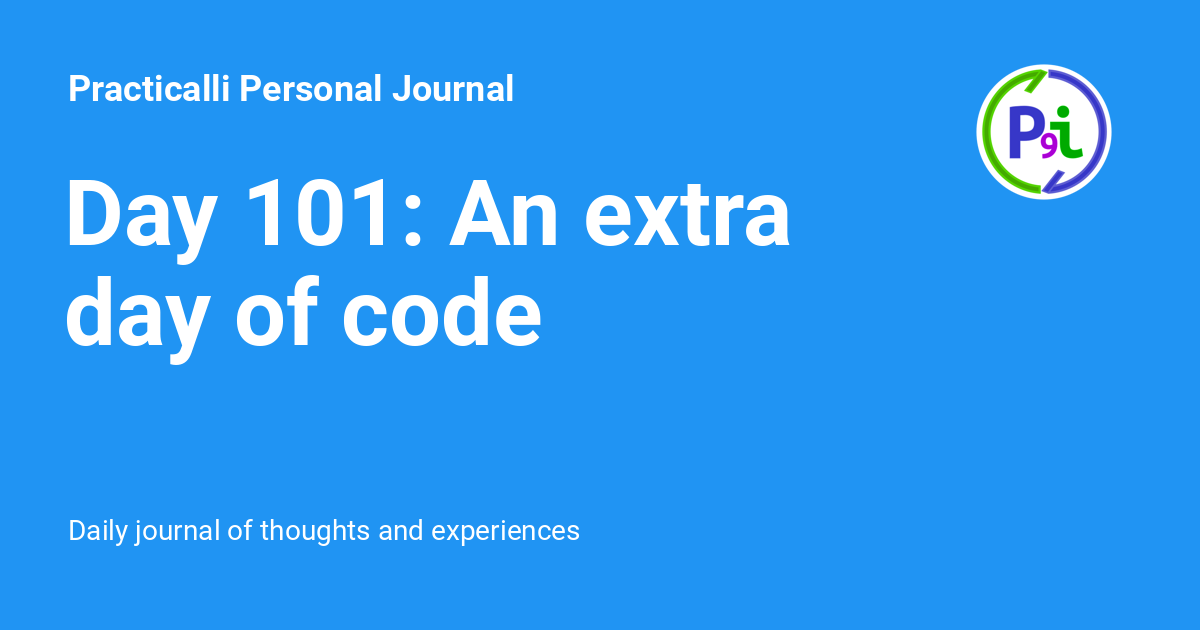 Practicalli Personal Journal
P9i
Day 101: An extra
day of code
Daily journal of thoughts and experiences